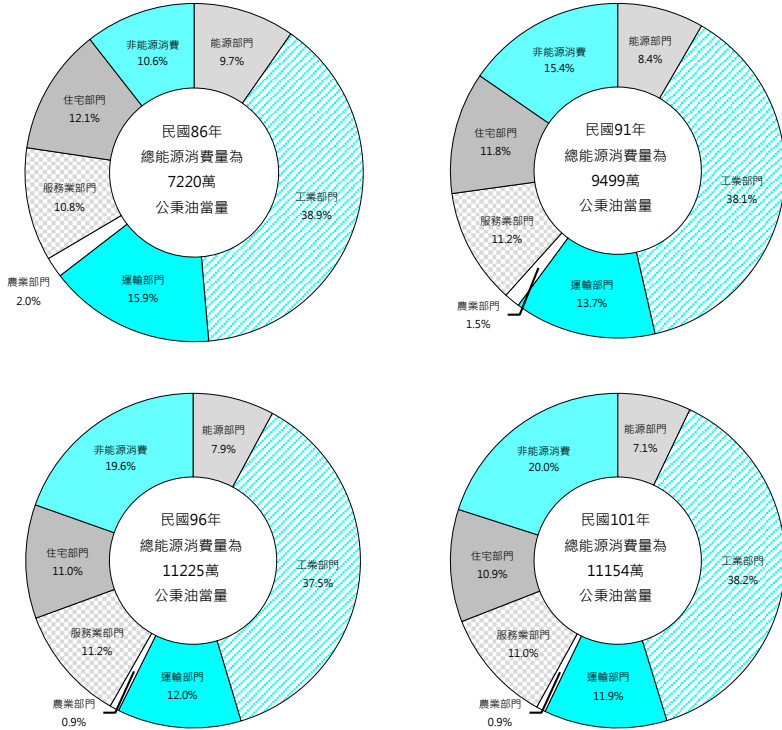 非能源消費
10.6%
能源部門
9.7%
住宅部門
12.1%
民國86年
總能源消費量為
7220萬
公秉油當量
服務業部門
10.8%
工業部門
38.9%
農業部門
2.0%
運輸部門
15.9%
非能源消費
15.4%
能源部門
8.4%
住宅部門
11.8%
民國91年
總能源消費量為
9499萬
公秉油當量
工業部門
38.1%
服務業部門
11.2%
農業部門
1.5%
運輸部門
13.7%
非能源消費
19.6%
能源部門
7.9%
民國96年
總能源消費量為
11225萬
公秉油當量
住宅部門
11.0%
工業部門
37.5%
服務業部門
11.2%
農業部門
0.9%
運輸部門
12.0%
非能源消費
20.0%
能源部門
7.1%
民國101年
總能源消費量為
11154萬
公秉油當量
住宅部門
10.9%
工業部門
38.2%
服務業部門
11.0%
農業部門
0.9%
運輸部門
11.9%